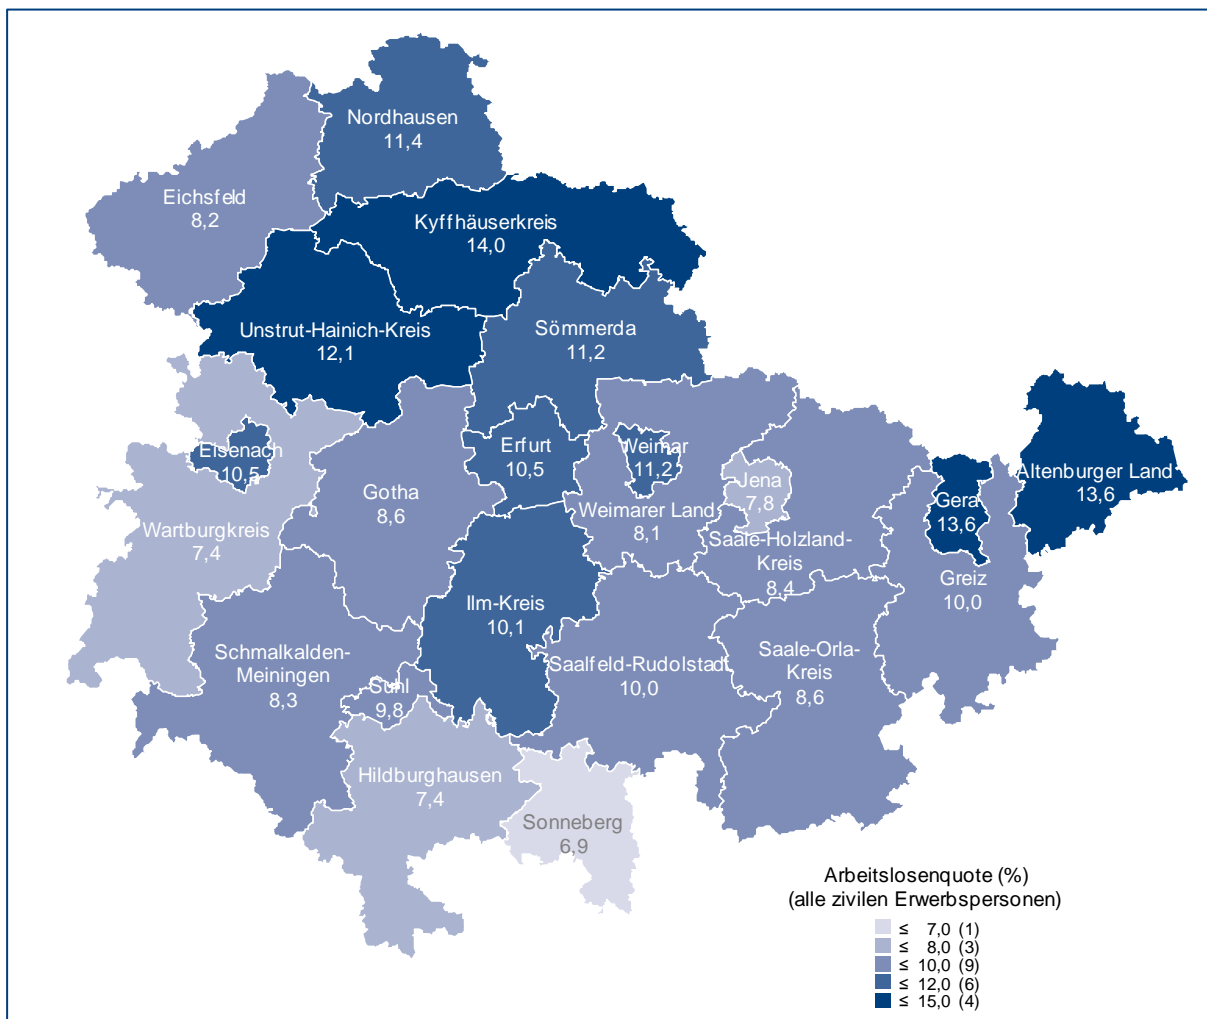 Nordhausen
11,4
Eichsfeld
8,2
Kyffhäuserkreis
14,0
Unstrut-Hainich-Kreis
12,1
Sömmerda
11,2
Eisenach
10,5
Erfurt
10,5
Weimar
11,2
Jena
7,8
Gera
13,6
Altenburger Land
13,6
Gotha
8,6
Weimarer Land
8,1
Wartburgkreis
7,4
Saale-Holzland-
Kreis
8,4
Greiz
10,0
Ilm-Kreis
10,1
Schmalkalden-
Meiningen
8,3
Suhl
9,8
Saalfeld-Rudolstadt
10,0
Saale-Orla-
Kreis
8,6
Hildburghausen
7,4
Sonneberg
6,9
Arbeitslosenquote (%)
(alle zivilen Erwerbspersonen)
≤ 7,0 (1)
≤ 8,0 (3)
≤ 10,0 (9)
≤ 12,0 (6)
≤ 15,0 (4)